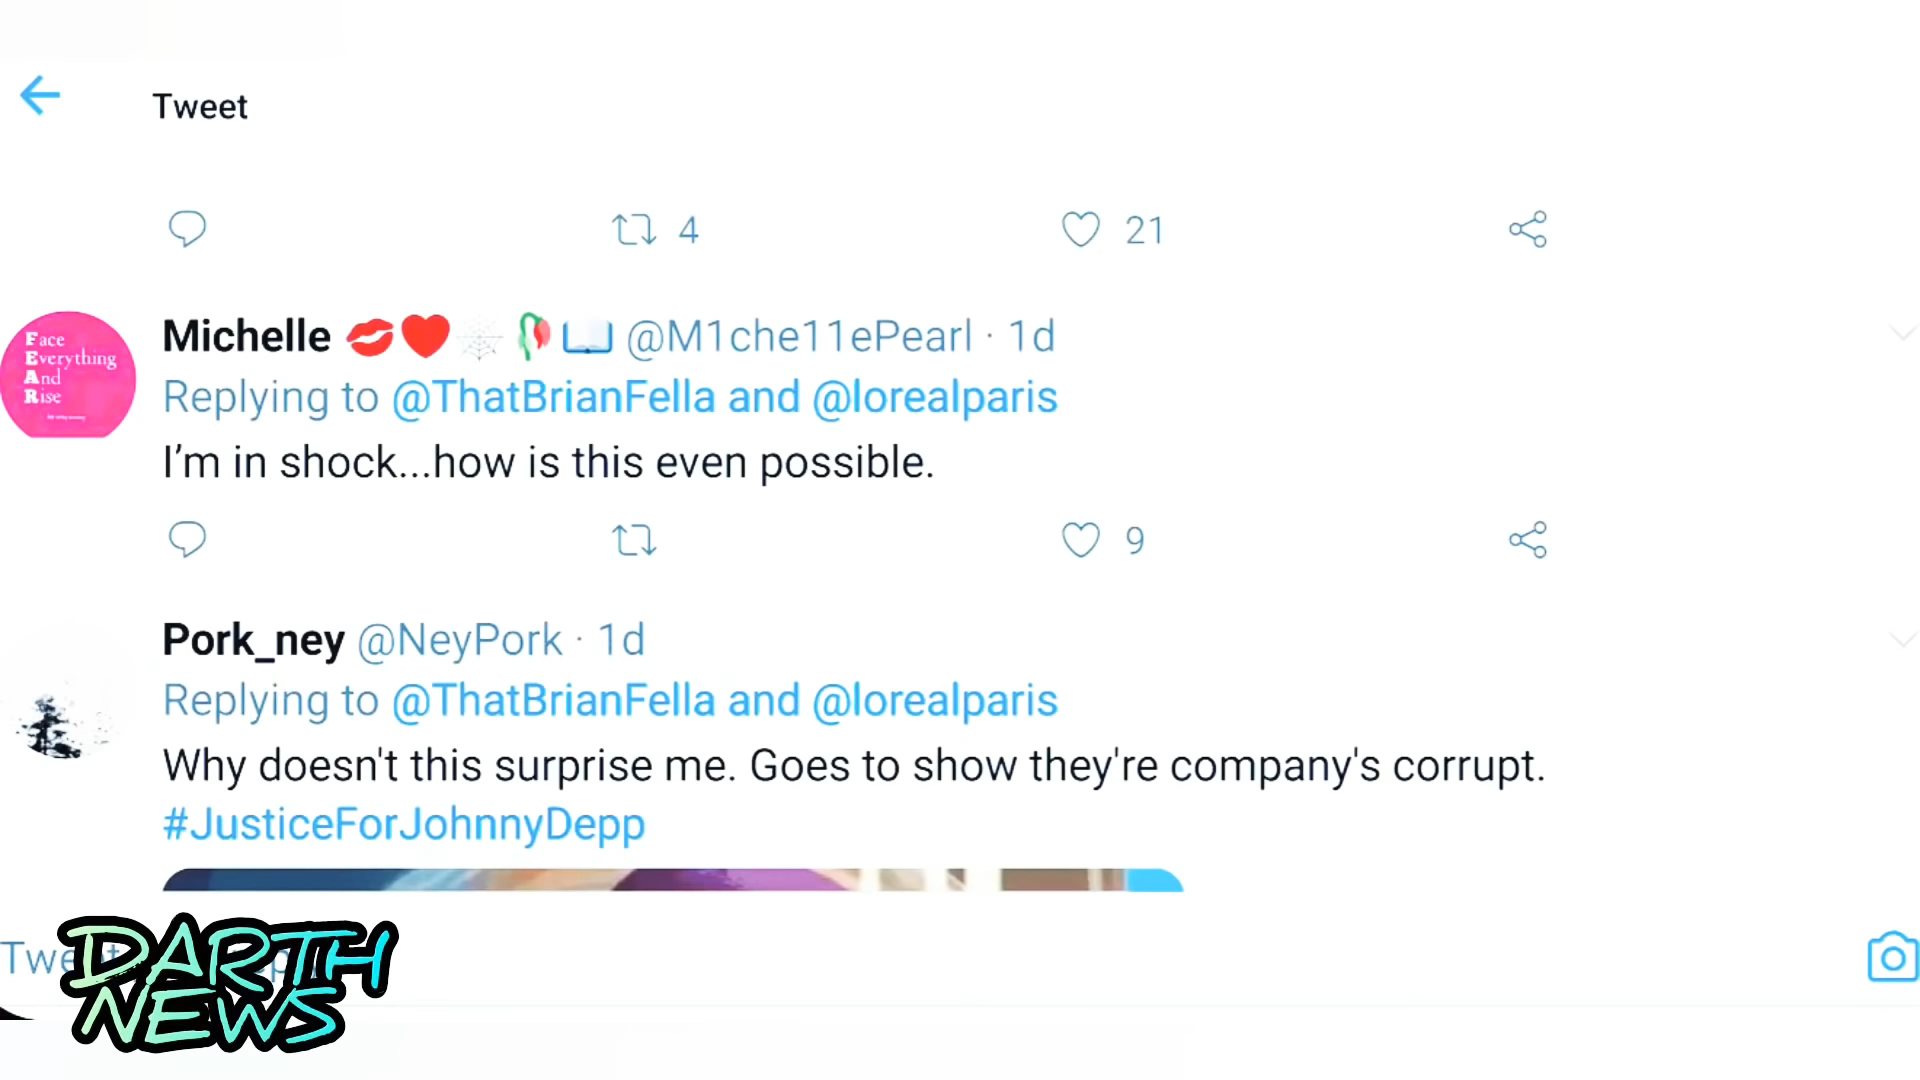 Tweet
4
21
Face
Everything
And
Rise
Michelle 💋❤️🕸️🥀📖 @M1che11ePearl · 1d
Replying to @ThatBrianFella and @lorealparis
I’m in shock...how is this even possible.
9
Pork_ney @NeyPork · 1d
Replying to @ThatBrianFella and @lorealparis
Why doesn't this surprise me. Goes to show they're company's corrupt.
#JusticeForJohnnyDepp
DARTH
NEWS